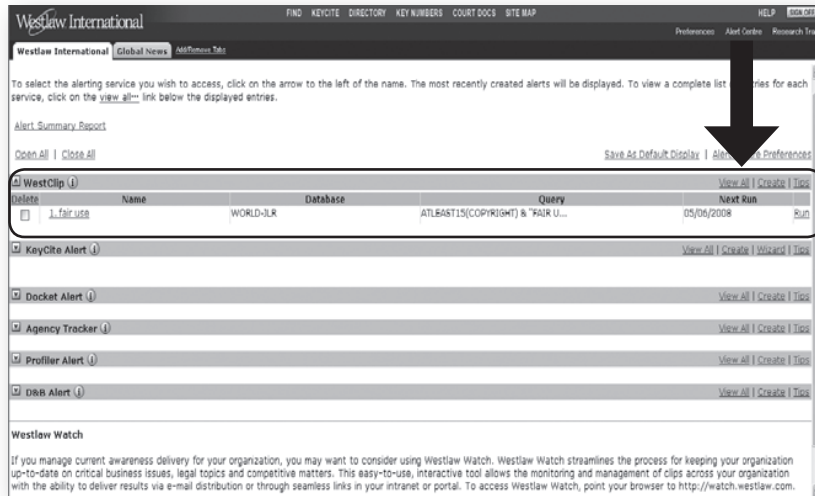 Westlaw International
FIND KEYCITE DIRECTORY KEY NUMBERS COURT DOCS SITE MAP
HELP SIGN OFF
Preferences Alert Centre Research Tra
Westlaw International Global News Add/Remove Tabs
To select the alerting service you wish to access, click on the arrow to the left of the name. The most recently created alerts will be displayed. To view a complete list for each
service, click on the view all··· link below the displayed entries.
Alert Summary Report
Open All | Close All
Save As Default Display | Preferences
WestClip View All | Create | Tips
Delete Name Database Query Next Run
1. fair use WORLD-JLR ATLEAST15(COPYRIGHT) & "FAIR U... 05/06/2008 Run
KeyCite Alert View All | Create | Wizard | Tips
Docket Alert View All | Create | Tips
Agency Tracker View All | Create | Tips
Profiler Alert View All | Create | Tips
D&B Alert View All | Create | Tips
Westlaw Watch
If you manage current awareness delivery for your organization, you may want to consider using Westlaw Watch. Westlaw Watch streamlines the process for keeping your organization
up-to-date on critical business issues, legal topics and competitive matters. This easy-to-use, interactive tool allows the monitoring and management of clips across your organization
with the ability to deliver results via e-mail distribution or through seamless links in your intranet or portal. To access Westlaw Watch, point your browser to http://watch.westlaw.com.